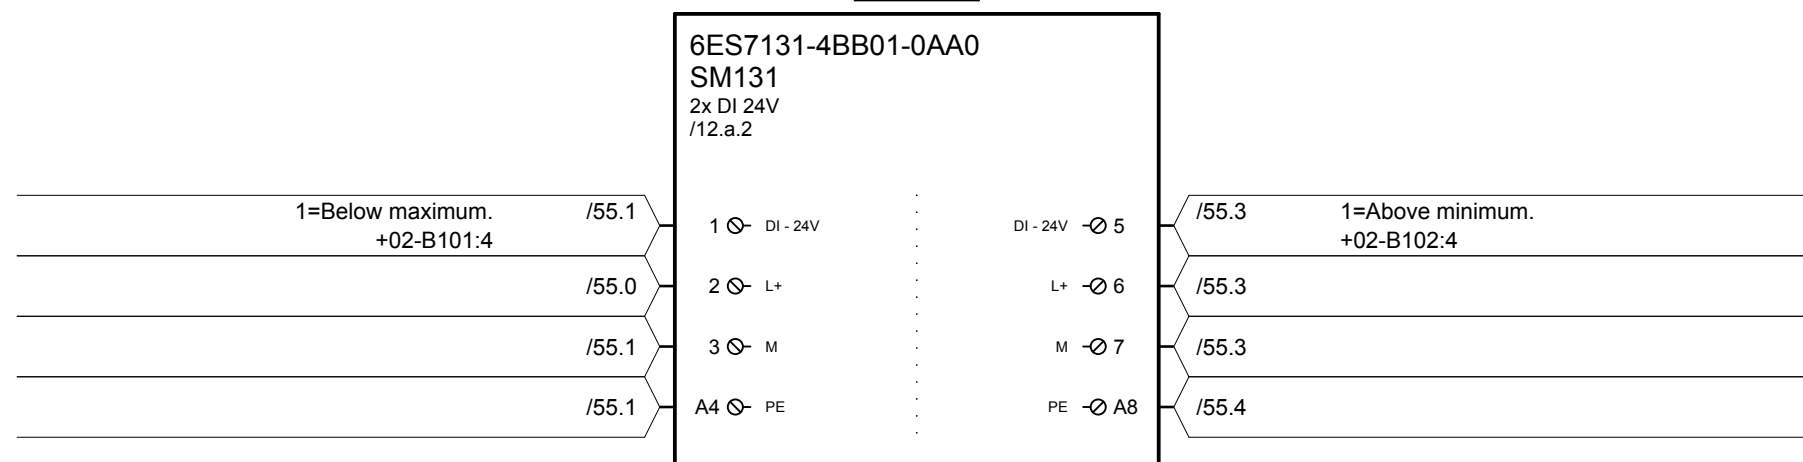 6ES7131-4BB01-0AA0
SM131
2x DI 24V
/12.a.2
1=Below maximum. /55.1 1 DI - 24V DI - 24V 5 /55.3 1=Above minimum.
+02-B101:4 +02-B102:4
/55.0 2 L+ L+ 6 /55.3
/55.1 3 M M 7 /55.3
/55.1 A4 PE PE A8 /55.4